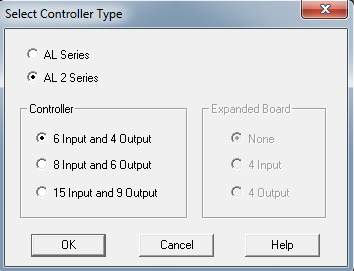 Select Controller Type
AL Series
AL 2 Series
Controller
6 Input and 4 Output
8 Input and 6 Output
15 Input and 9 Output
Expanded Board
None
4 Input
4 Output
OK
Cancel
Help